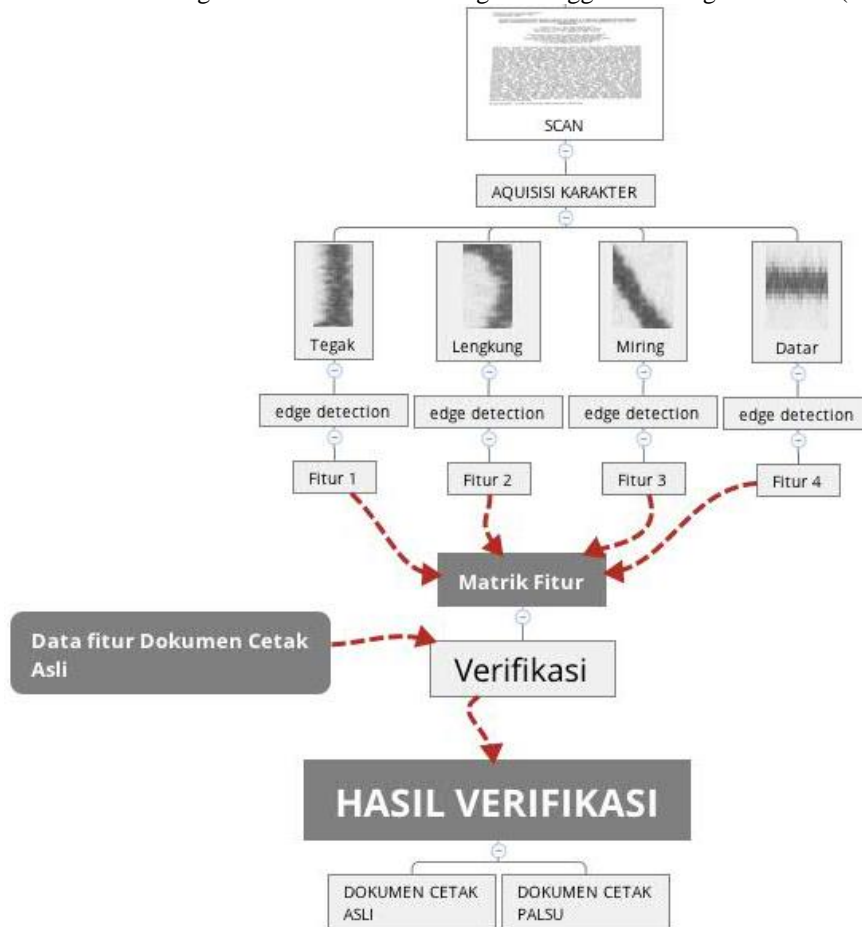 SCAN
AQUISISI KARAKTER
Tegak
Lengkung
Miring
Datar
edge detection
edge detection
edge detection
edge detection
Fitur 1
Fitur 2
Fitur 3
Fitur 4
Matrik Fitur
Data fitur Dokumen Cetak
Asli
Verifikasi
HASIL VERIFIKASI
DOKUMEN CETAK
ASLI
DOKUMEN CETAK
PALSU